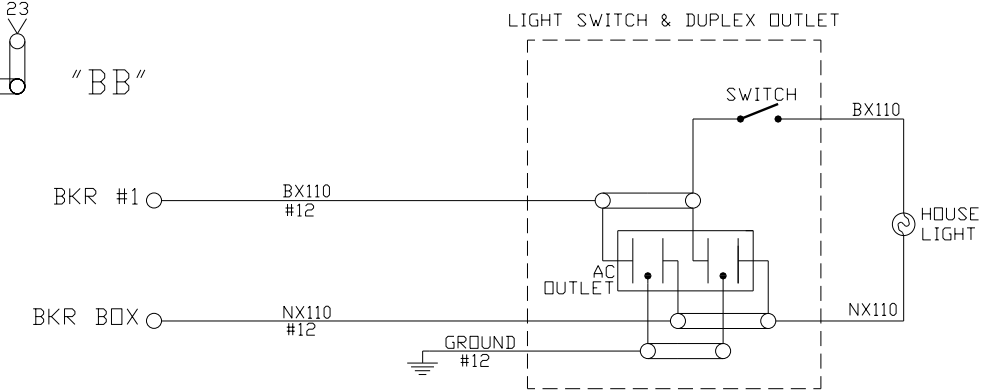 23
LIGHT SWITCH & DUPLEX OUTLET
"BB"
SWITCH
BX110
BKR #1
BX110
#12
HOUSE
LIGHT
AC
OUTLET
BKR BOX
NX110
#12
NX110
GROUND
#12